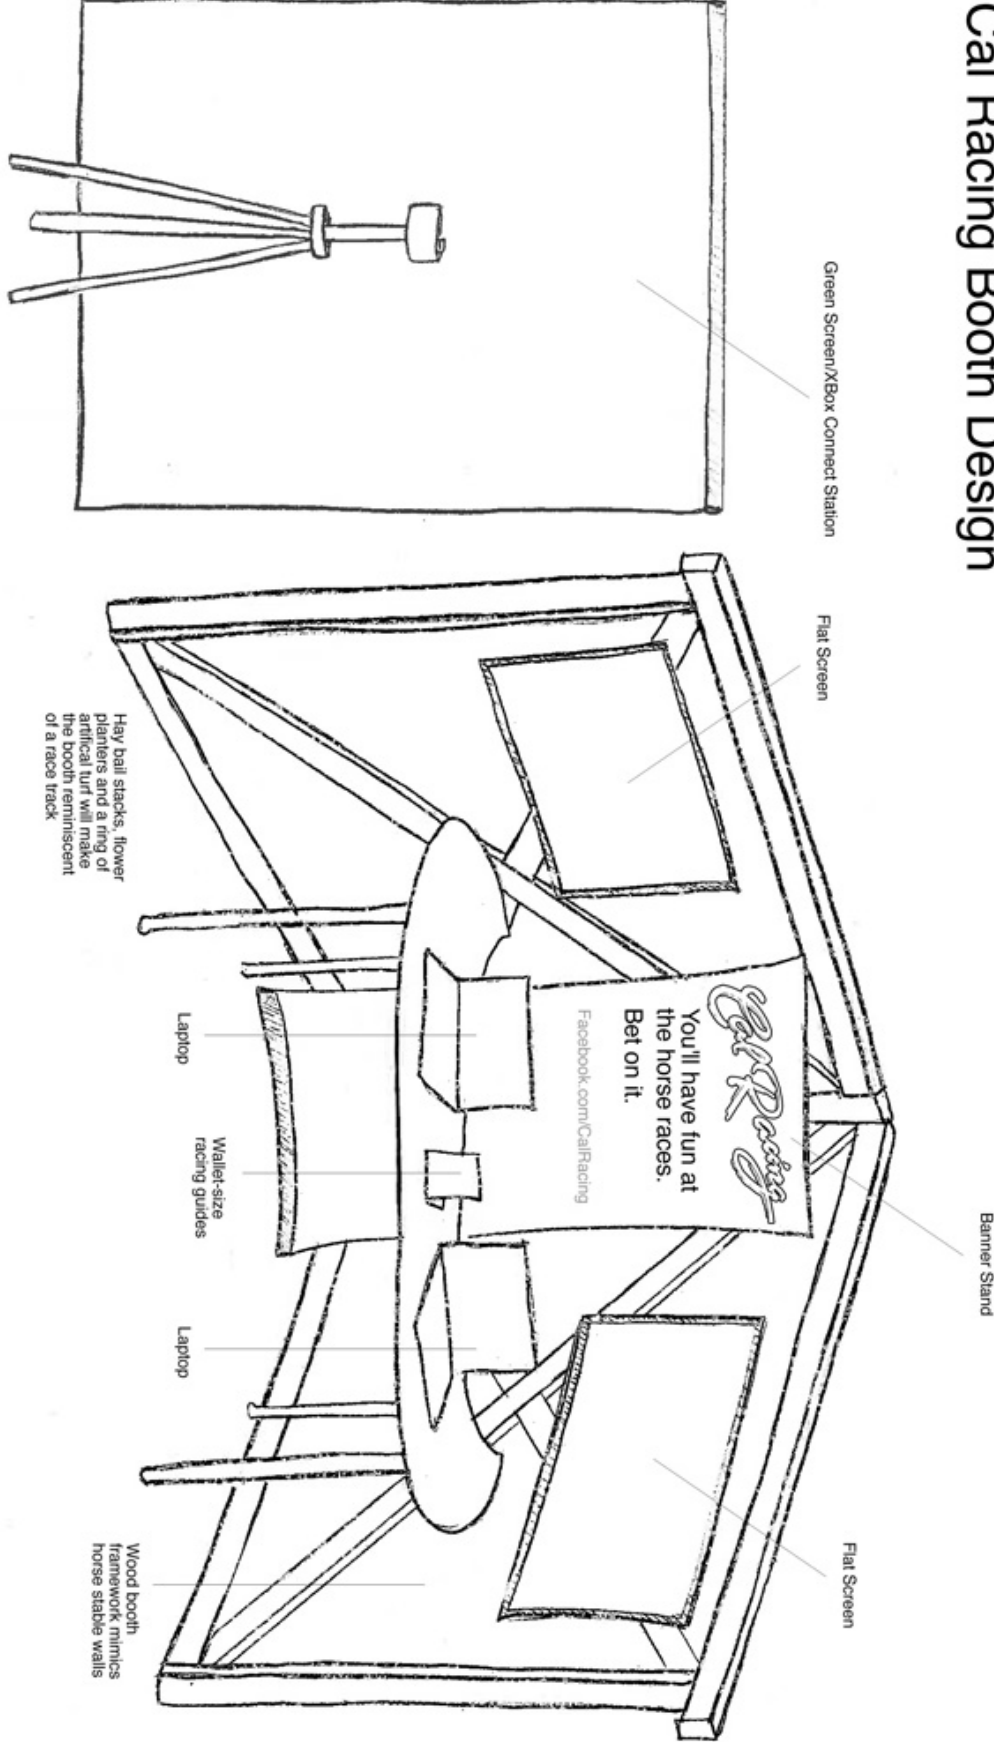 Cal Racing Booth Design
Green Screen/XBox Connect Station
Flat Screen
Banner Stand
Flat Screen
Cal Racing
You'll have fun at
the horse races.
Bet on it.
Facebook.com/CalRacing
Hay bail stacks, flower
planters and a ring of
artifical turf will make
the booth reminiscent
of a race track
Laptop
Wallet-size
racing guides
Laptop
Wood booth
framework mimics
horse stable walls